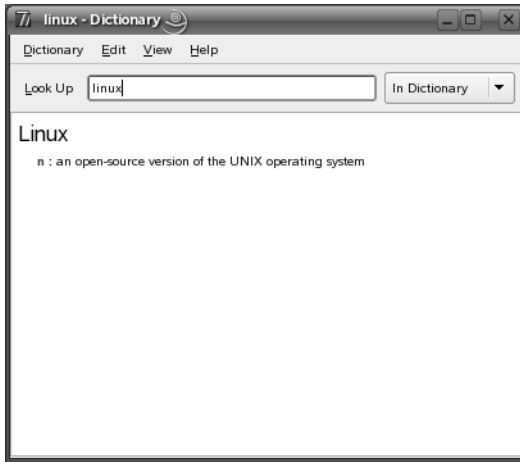 linux - Dictionary
Dictionary Edit View Help
Look Up linux In Dictionary
Linux
n : an open-source version of the UNIX operating system